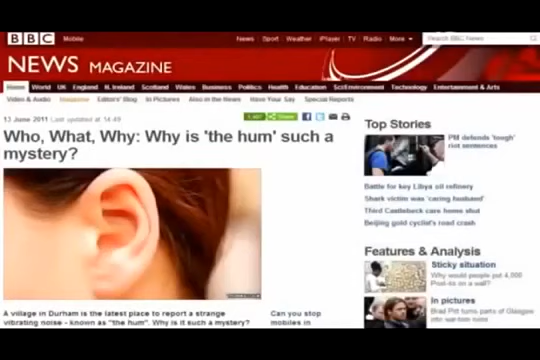 BBC Mobile News Sport Weather iPlayer TV Radio More Search BBC News
NEWS MAGAZINE
Home World UK England N. Ireland Scotland Wales Business Politics Health Education Sci/Environment Technology Entertainment & Arts
Video & Audio Magazine Editors' Blog In Pictures Also in the News Have Your Say Special Reports
13 June 2011 Last updated at 14:49
Share
Who, What, Why: Why is 'the hum' such a
mystery?
A village in Durham is the latest place to report a strange
vibrating noise - known as "the hum". Why is it such a mystery?
Can you stop
mobiles in
Top Stories
PM defends 'tough'
riot sentences
Battle for key Libya oil refinery
Shark victim was 'caring husband'
Third Castlebeck care home shut
Beijing gold cyclist's road crash
Features & Analysis
Sticky situation
Why would people put 4,000
Post-its on a wall?
In pictures
Brad Pitt turns parts of Glasgow
into war-torn